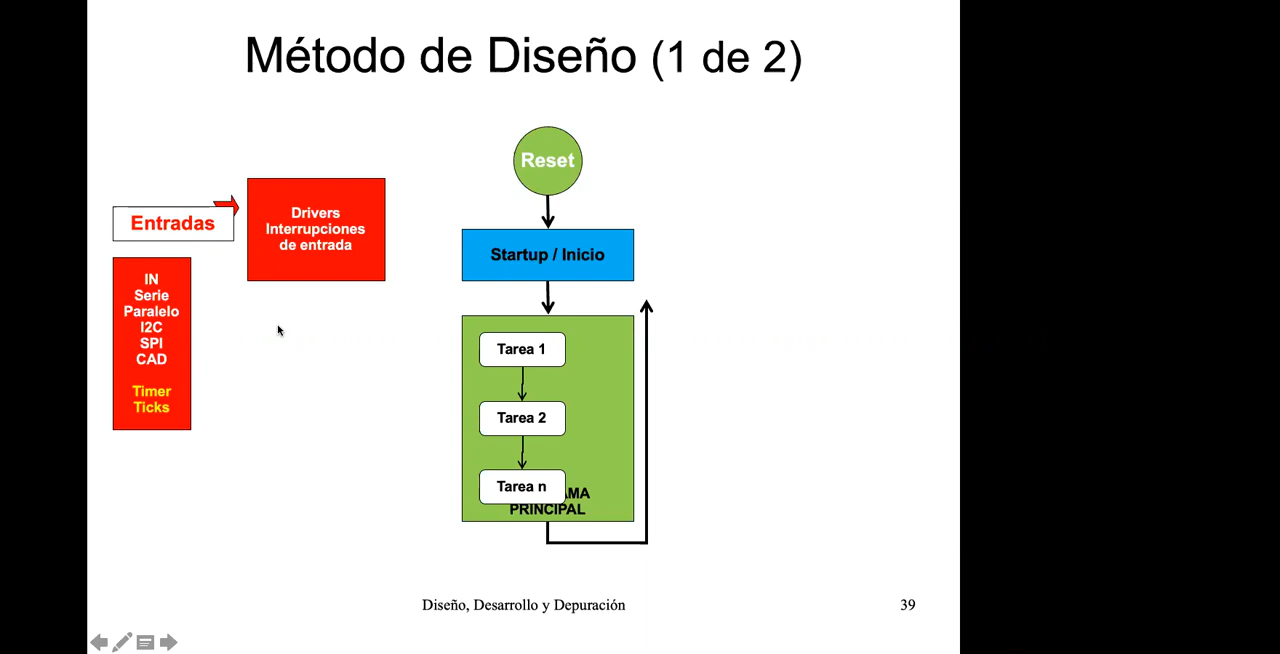 Método de Diseño (1 de 2)
Reset
Entradas
Drivers
Interrupciones
de entrada
Startup / Inicio
IN
Serie
Paralelo
I2C
SPI
CAD
Timer
Ticks
Tarea 1
Tarea 2
Tarea n
AMA
PRINCIPAL
Diseño, Desarrollo y Depuración
39